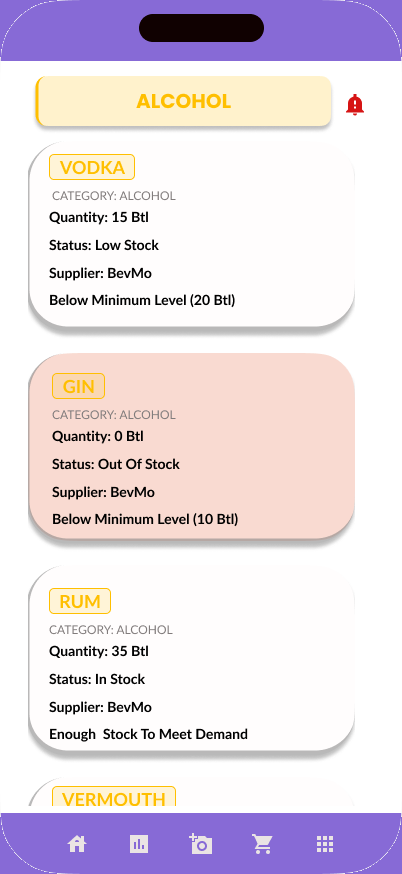 ALCOHOL
VODKA
CATEGORY: ALCOHOL
Quantity: 15 Btl
Status: Low Stock
Supplier: BevMo
Below Minimum Level (20 Btl)
GIN
CATEGORY: ALCOHOL
Quantity: 0 Btl
Status: Out Of Stock
Supplier: BevMo
Below Minimum Level (10 Btl)
RUM
CATEGORY: ALCOHOL
Quantity: 35 Btl
Status: In Stock
Supplier: BevMo
Enough  Stock To Meet Demand
VERMOUTH